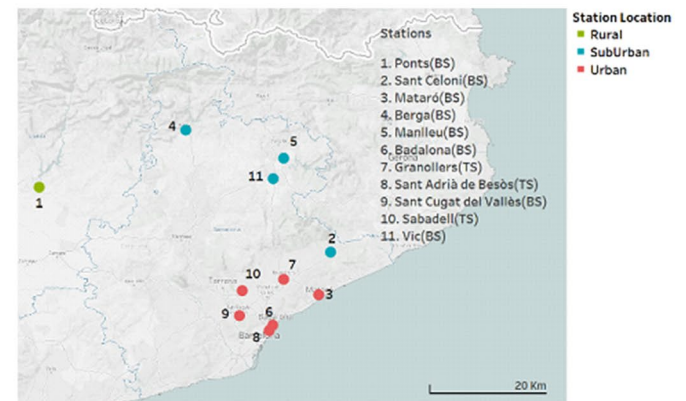 Station Location
Rural
SubUrban
Urban
Stations
1. Ponts(BS)
2. Sant Celoni(BS)
3. Mataró(BS)
4. Berga(BS)
5. Manlleu(BS)
6. Badalona(BS)
7. Granollers(TS)
8. Sant Adrià de Besòs(TS)
9. Sant Cugat del Vallès(BS)
10. Sabadell(TS)
11. Vic(BS)
Gerona
4
5
11
1
2
7
10
3
9
6
8
20 Km